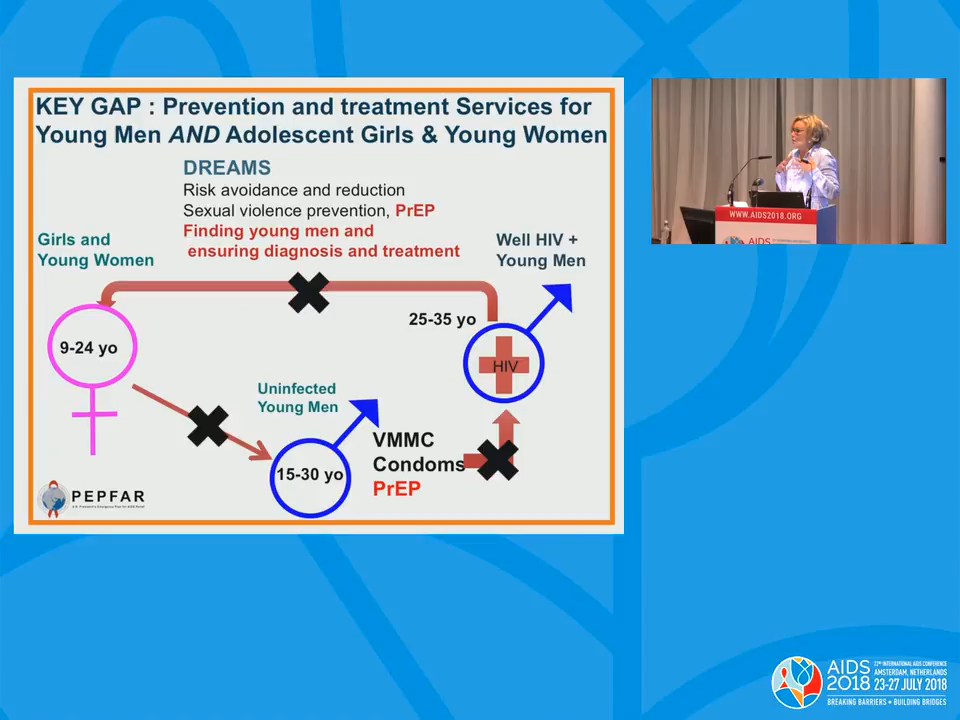 KEY GAP : Prevention and treatment Services for
Young Men AND Adolescent Girls & Young Women
DREAMS
Risk avoidance and reduction
Sexual violence prevention, PrEP
Finding young men and
ensuring diagnosis and treatment
Girls and
Young Women
Well HIV +
Young Men
25-35 yo
9-24 yo
HIV
Uninfected
Young Men
VMMC
Condoms
PrEP
15-30 yo
PEPFAR
U.S. President's Emergency Plan for AIDS Relief
WWW.AIDS2018.ORG
AIDS
AIDS
2018
22ND INTERNATIONAL AIDS CONFERENCE
AMSTERDAM, NETHERLANDS
23-27 JULY 2018
BREAKING BARRIERS • BUILDING BRIDGES